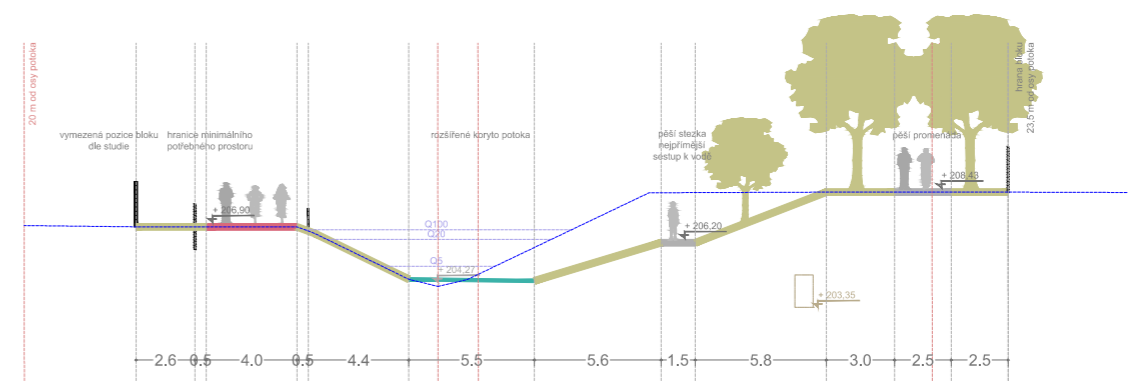 20 m od osy potoka
vymezená pozice bloku
dle studie
hranice minimálního
potřebného prostoru
rozšířené koryto potoka
pěší stezka
nejpřímější
sestup k vodě
pěší promenáda
hrana bloku
23,5 m od osy potoka
+ 206,90
+ 208,43
+ 206,20
Q100
Q20
Q5
+ 204,27
+ 203,35
2.6 0.5 4.0 0.5 4.4 5.5 5.6 1.5 5.8 3.0 2.5 2.5